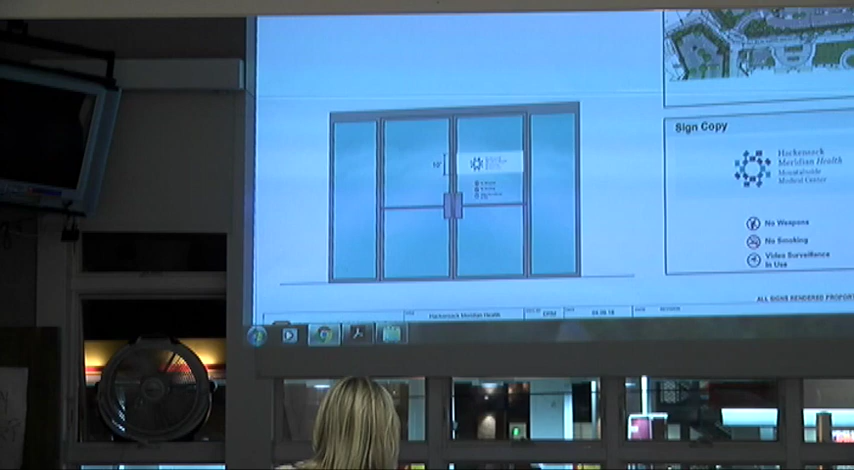 10"
Sign Copy
Hackensack
Meridian Health
Mountainside
Medical Center
No Weapons
No Smoking
Video Surveillance
In Use
ALL SIGNS RENDERED PROPORT
Hackensack Meridian Health